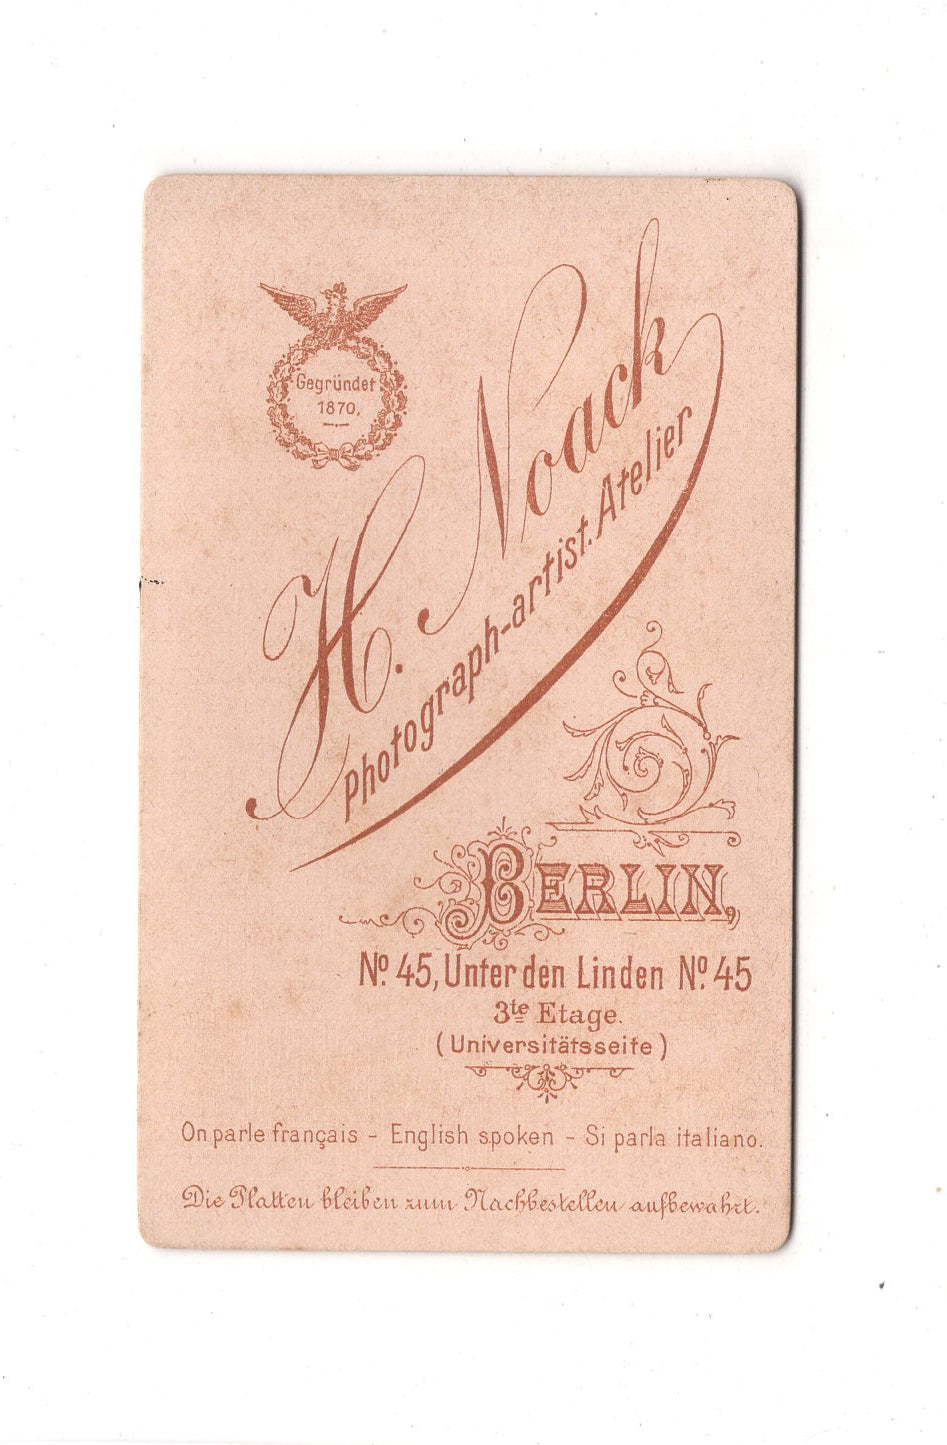 Gegründet
1870.
H. Noack
Photograph-artist. Atelier
BERLIN,
Nº 45, Unter den Linden Nº 45
3te Etage.
(Universitätsseite)
On parle français - English spoken - Si parla italiano.
Die Platten bleiben zum Nachbestellen aufbewahrt.